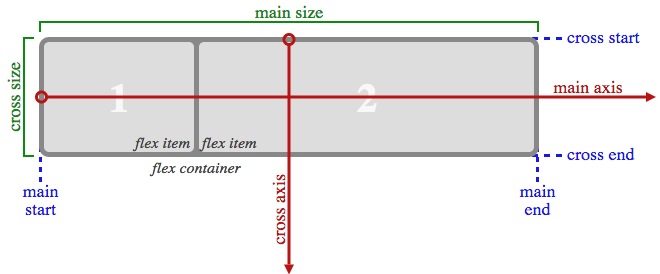 main size
cross start
cross size
1
2
main axis
flex item
flex item
cross end
flex container
main
start
cross axis
main
end